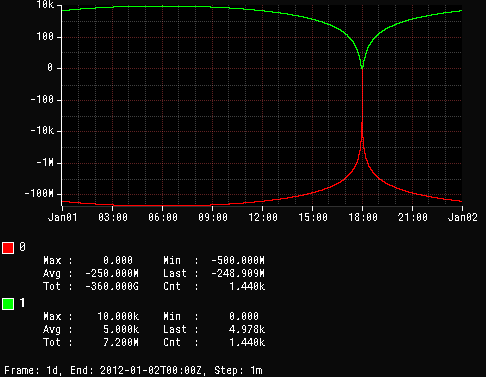 10k
100
0
-100
-10k
-1M
-100M
Jan01 03:00 06:00 09:00 12:00 15:00 18:00 21:00 Jan02
0
Max : 0.000 Min : -500.000M
Avg : -250.000M Last : -248.909M
Tot : -360.000G Cnt : 1.440k
1
Max : 10.000k Min : 0.000
Avg : 5.000k Last : 4.978k
Tot : 7.200M Cnt : 1.440k
Frame: 1d, End: 2012-01-02T00:00Z, Step: 1m